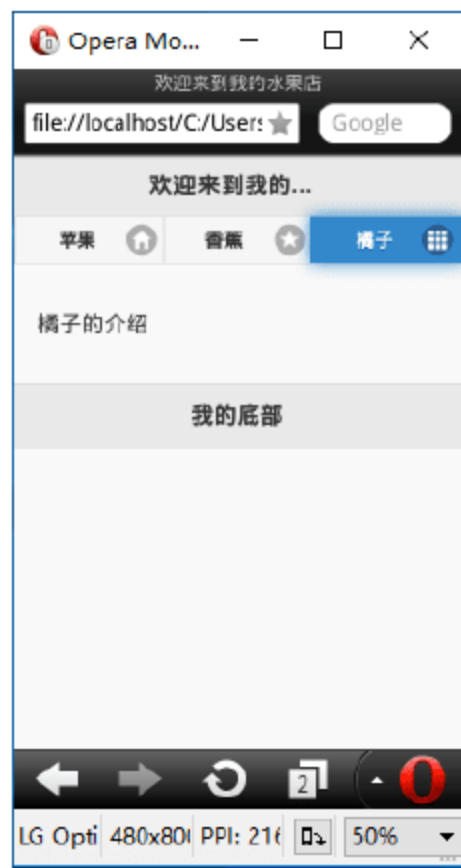 Opera Mo...
欢迎来到我的水果店
file://localhost/C:/Users
Google
欢迎来到我的...
苹果 香蕉 橘子
橘子的介绍
我的底部
2
LG Opti 480x80 PPI: 216 50%